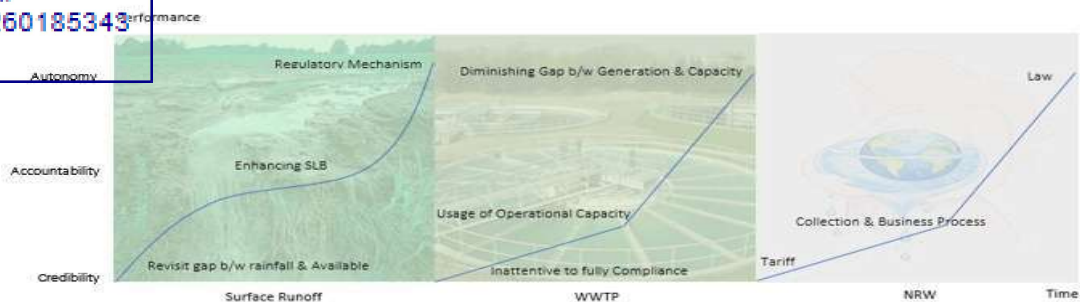 60185343
Performance
Regulatory Mechanism
Diminishing Gap b/w Generation & Capacity
Autonomy
Law
Accountability
Enhancing SLB
Usage of Operational Capacity
Collection & Business Process
Tariff
Revisit gap b/w rainfall & Available
Inattentive to fully Compliance
Credibility
Surface Runoff
WWTP
NRW
Time